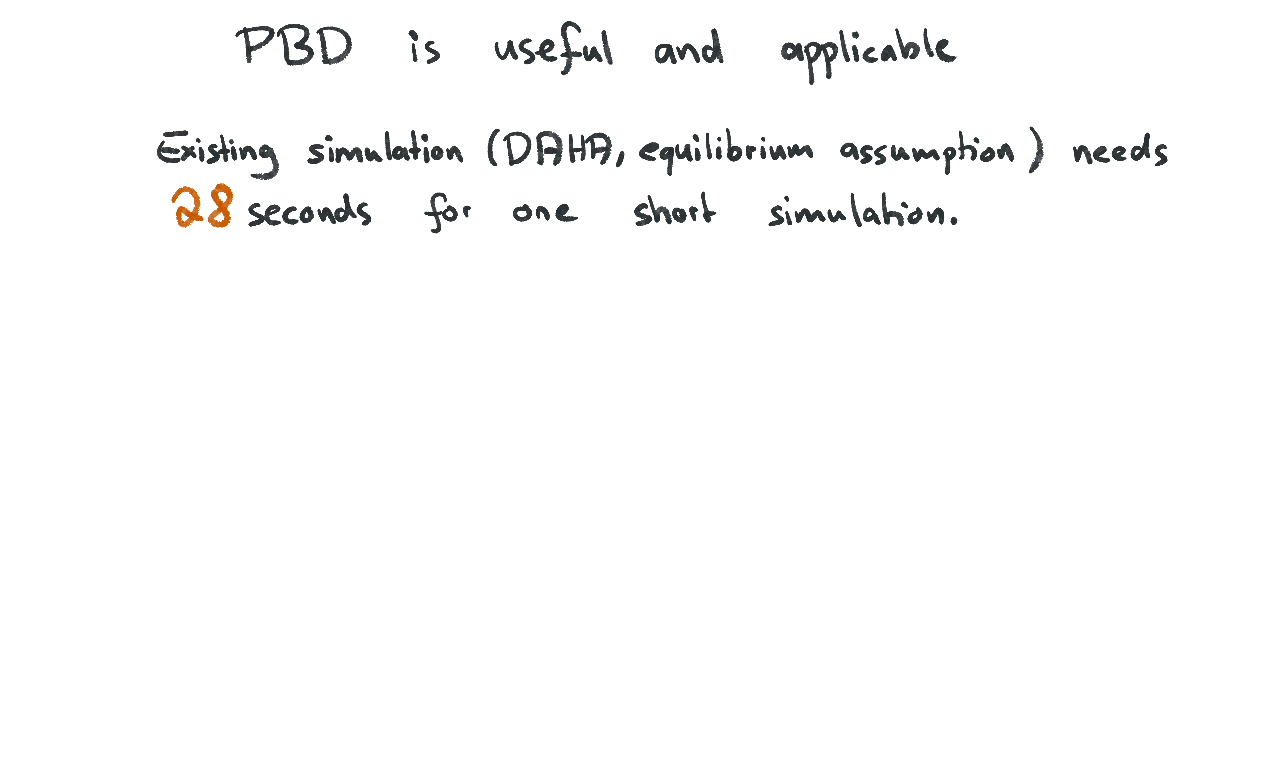 PBD is useful and applicable
Existing simulation (DAHA, equilibrium assumption) needs
28 seconds for one short simulation.